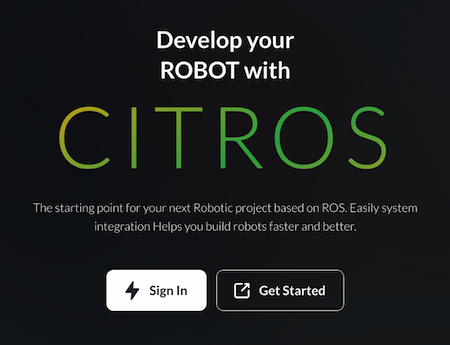 Develop your
ROBOT with
CITROS
The starting point for your next Robotic project based on ROS. Easily system
integration Helps you build robots faster and better.
Sign In
Get Started